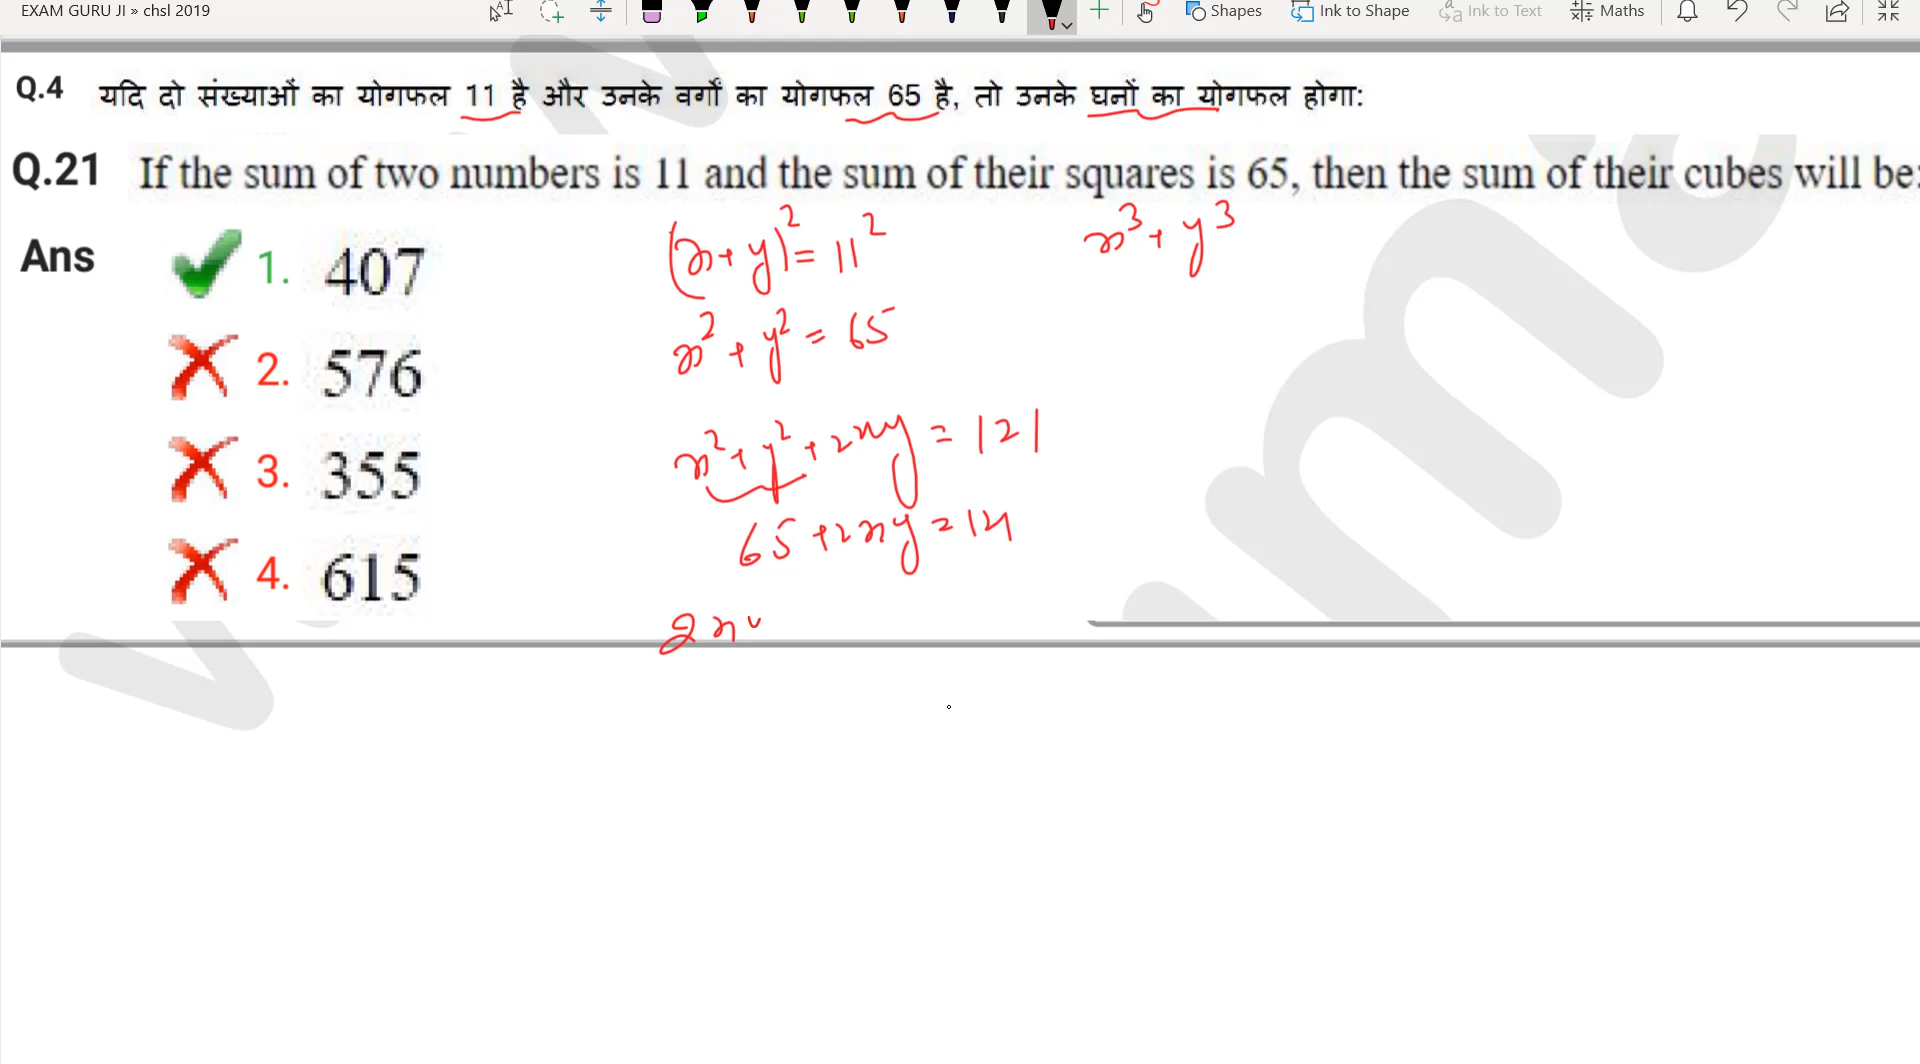 EXAM GURU JI » chsl 2019
Shapes Ink to Shape Ink to Text Maths
Q.4 यदि दो संख्याओं का योगफल 11 है और उनके वर्गों का योगफल 65 है, तो उनके घनों का योगफल होगा:
Q.21 If the sum of two numbers is 11 and the sum of their squares is 65, then the sum of their cubes will be:
Ans
1. 407
2. 576
3. 355
4. 615
(x+y)²=11²
x³+y³
x²+y²=65
x²+y²+2xy=121
65+2xy=121
2x